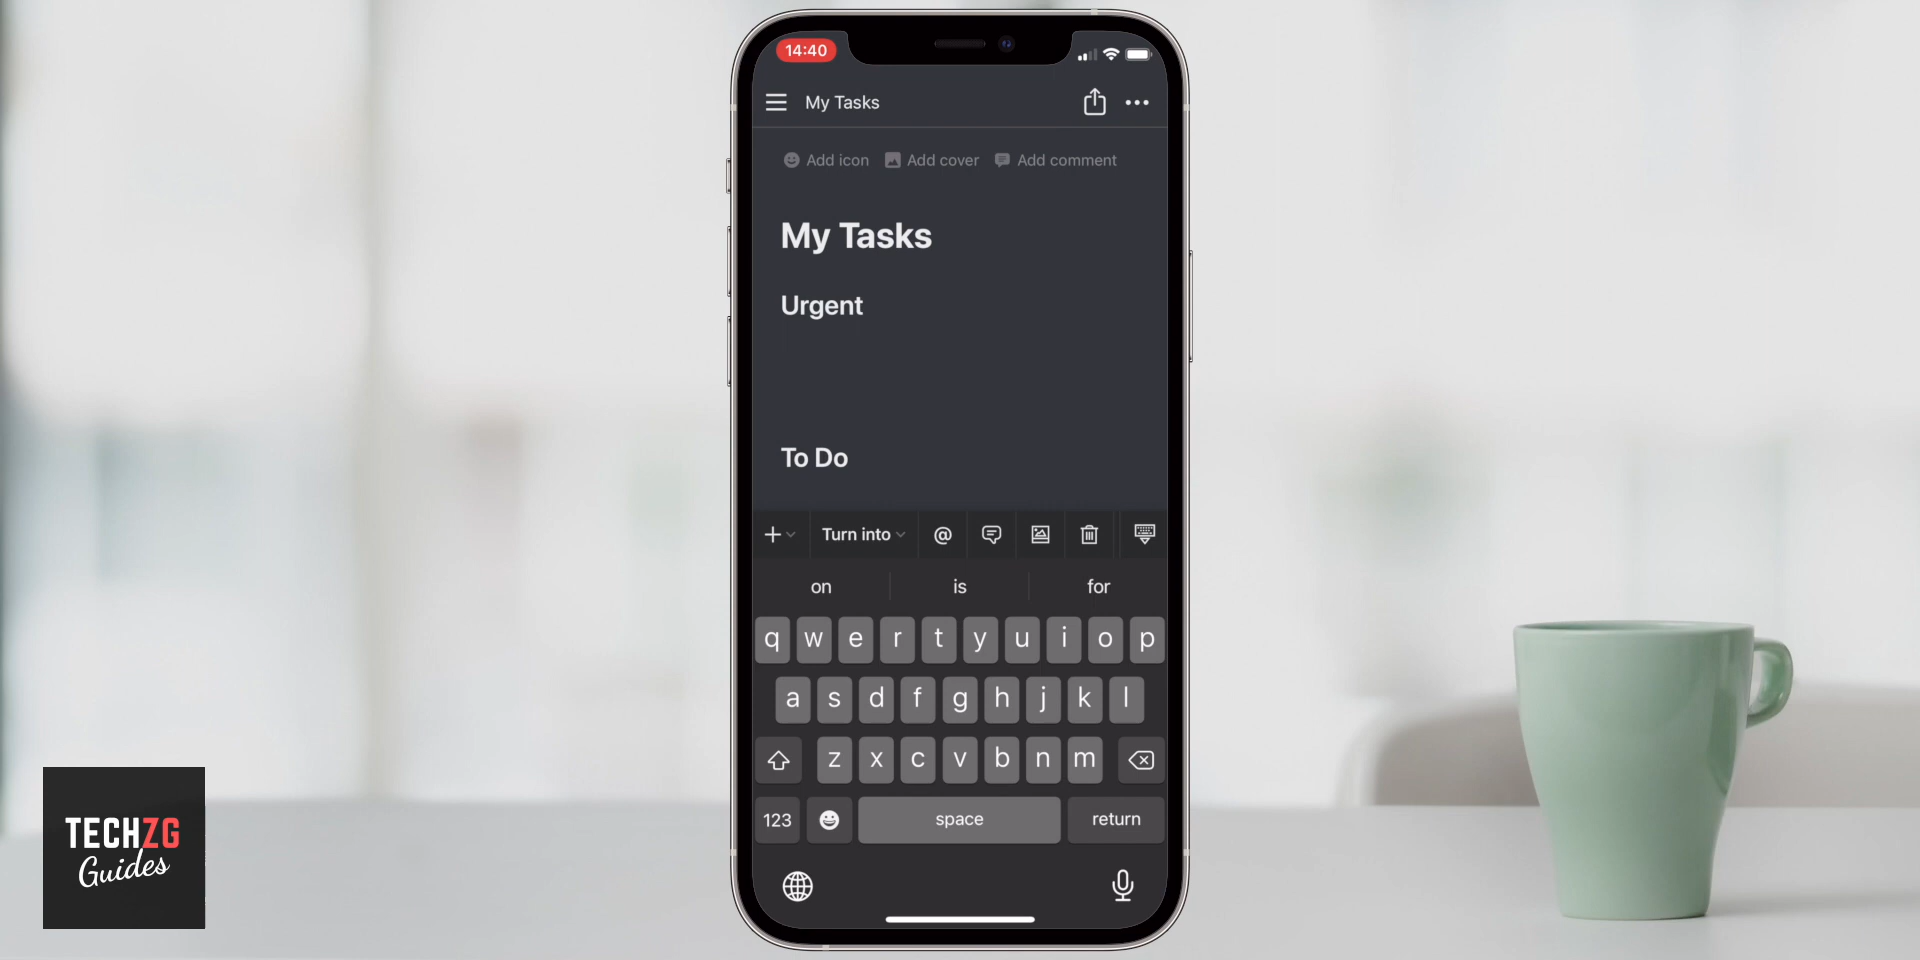 14:40
My Tasks
Add icon Add cover Add comment
My Tasks
Urgent
To Do
Turn into @
on is for
q w e r t y u i o p
a s d f g h j k l
z x c v b n m
123 space return
TECHZG
Guides